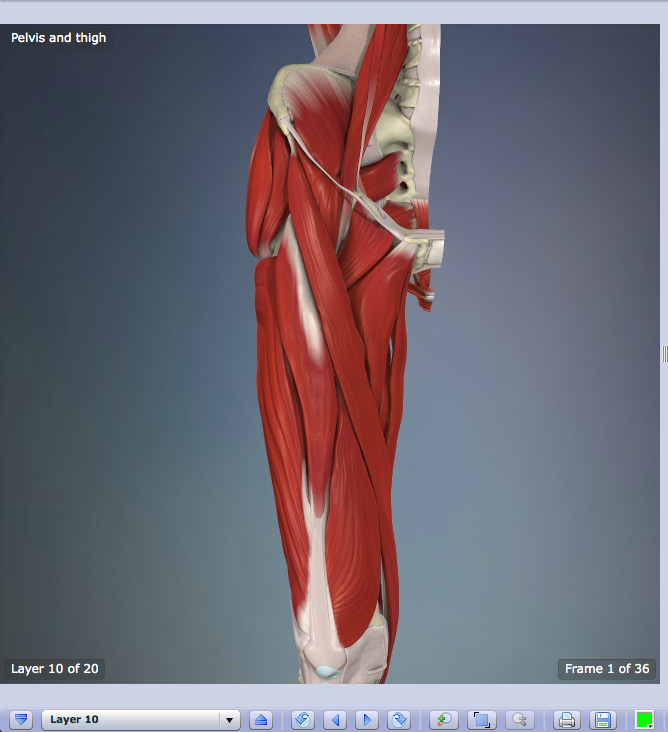 Pelvis and thigh
Layer 10 of 20
Frame 1 of 36
Layer 10